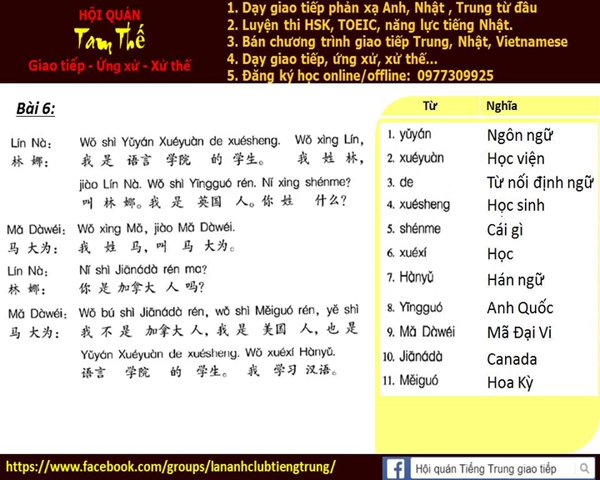 HỘI QUÁN
Tam Thế
Giao tiếp - Ứng xử - Xử thế
1. Dạy giao tiếp phản xạ Anh, Nhật , Trung từ đầu
2. Luyện thi HSK, TOEIC, năng lực tiếng Nhật.
3. Bán chương trình giao tiếp Trung, Nhật, Vietnamese
4. Dạy giao tiếp, ứng xử, xử thế...
5. Đăng ký học online/offline: 0977309925
Bài 6:
Lín Nà: Wǒ shì Yǔyán Xuéyuàn de xuésheng. Wǒ xìng Lín,
林 娜: 我 是 语言 学院 的 学生。 我 姓 林,
jiào Lín Nà. Wǒ shì Yīngguó rén. Nǐ xìng shénme?
叫 林 娜。我 是 英国 人。你 姓 什么?
Mǎ Dàwéi: Wǒ xìng Mǎ, jiào Mǎ Dàwéi.
马 大为: 我 姓 马, 叫 马 大为。
Lín Nà: Nǐ shì Jiānádà rén ma?
林 娜: 你 是 加拿大 人 吗?
Mǎ Dàwéi: Wǒ bú shì Jiānádà rén, wǒ shì Měiguó rén, yě shì
马 大为: 我 不 是 加拿大 人, 我 是 美国 人, 也 是
Yǔyán Xuéyuàn de xuésheng. Wǒ xuéxí Hànyǔ.
语言 学院 的 学生。 我 学习 汉语。
Từ Nghĩa
1. yǔyán Ngôn ngữ
2. xuéyuàn Học viện
3. de Từ nối định ngữ
4. xuésheng Học sinh
5. shénme Cái gì
6. xuéxí Học
7. Hànyǔ Hán ngữ
8. Yīngguó Anh Quốc
9. Mǎ Dàwéi Mã Đại Vi
10. Jiānádà Canada
11. Měiguó Hoa Kỳ
https://www.facebook.com/groups/lananhclubtiengtrung/
f Hội quán Tiếng Trung giao tiếp